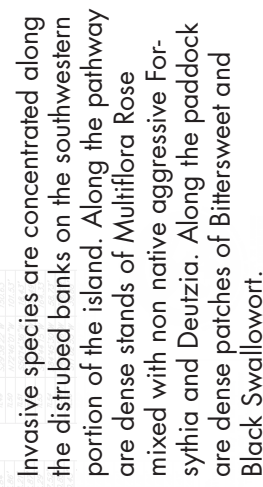 Invasive species are concentrated along
the distrubed banks on the southwestern
portion of the island. Along the pathway
are dense stands of Multiflora Rose
mixed with non native aggressive For-
sythia and Deutzia. Along the paddock
are dense patches of Bittersweet and
Black Swallowort.